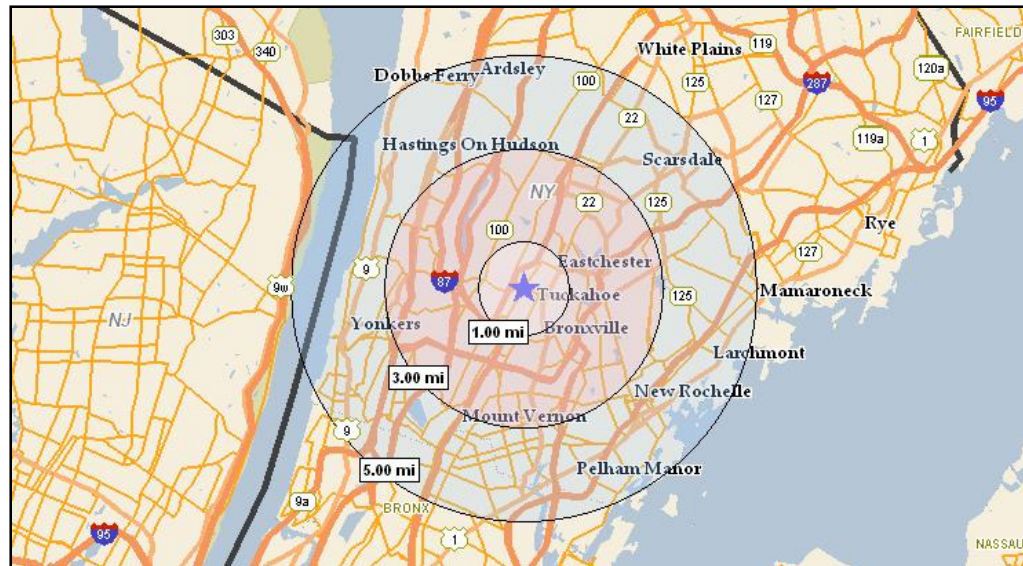 FAIRFIELD
303
340
White Plains
119
120a
Ardsley
Dobbs Ferry
100
125
287
127
95
22
119a
1
Hastings On Hudson
Scarsdale
NY
22
125
Rye
100
127
Eastchester
9
87
9w
Tuckahoe
125
Mamaroneck
NJ
Yonkers
1.00 mi
Bronxville
Larchmont
3.00 mi
New Rochelle
Mount Vernon
9
5.00 mi
Pelham Manor
9a
BRONX
95
1
NASSAU